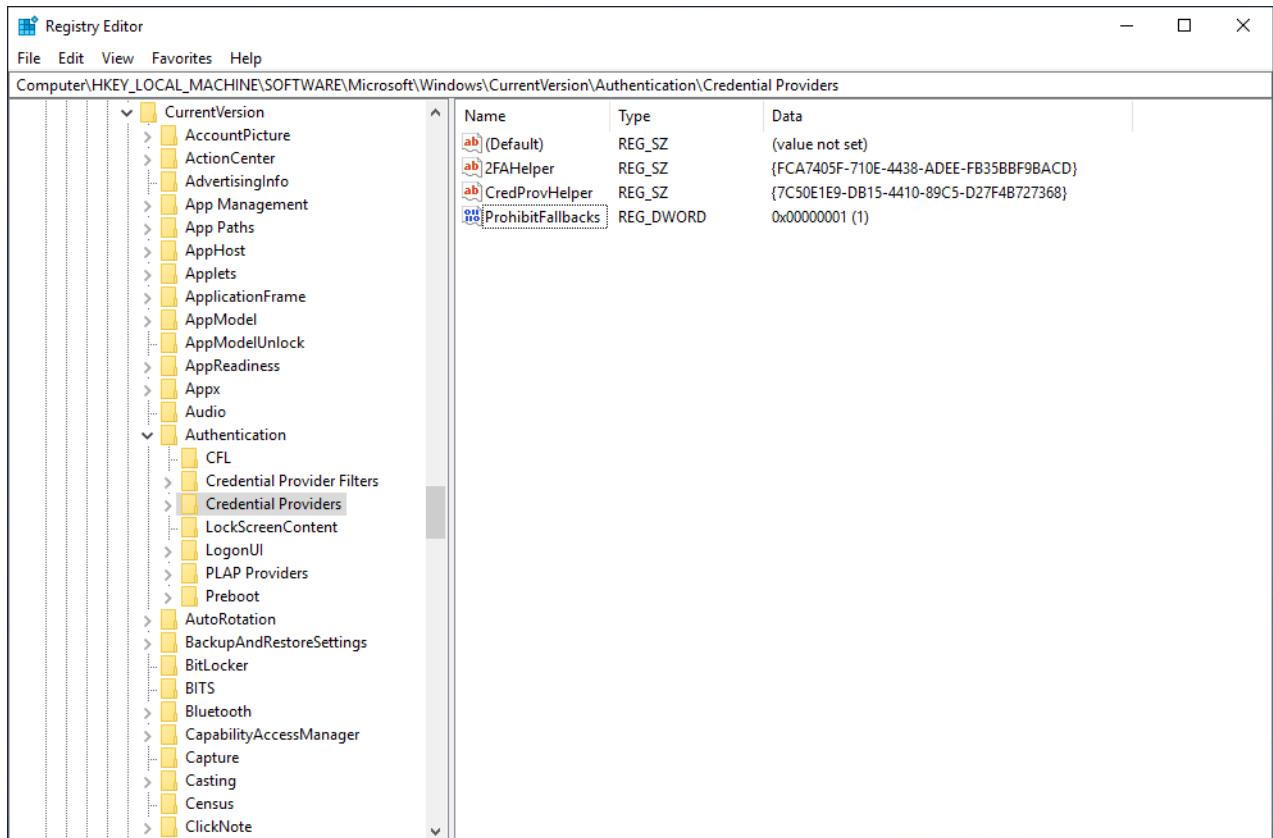 Registry Editor
File Edit View Favorites Help
Computer\HKEY_LOCAL_MACHINE\SOFTWARE\Microsoft\Windows\CurrentVersion\Authentication\Credential Providers
CurrentVersion
AccountPicture
ActionCenter
AdvertisingInfo
App Management
App Paths
AppHost
Applets
ApplicationFrame
AppModel
AppModelUnlock
AppReadiness
Appx
Audio
Authentication
CFL
Credential Provider Filters
Credential Providers
LockScreenContent
LogonUI
PLAP Providers
Preboot
AutoRotation
BackupAndRestoreSettings
BitLocker
BITS
Bluetooth
CapabilityAccessManager
Capture
Casting
Census
ClickNote
Name Type Data
ab (Default) REG_SZ (value not set)
ab 2FAHelper REG_SZ {FCA7405F-710E-4438-ADEE-FB35BBF9BACD}
ab CredProvHelper REG_SZ {7C50E1E9-DB15-4410-89C5-D27F4B727368}
ProhibitFallbacks REG_DWORD 0x00000001 (1)